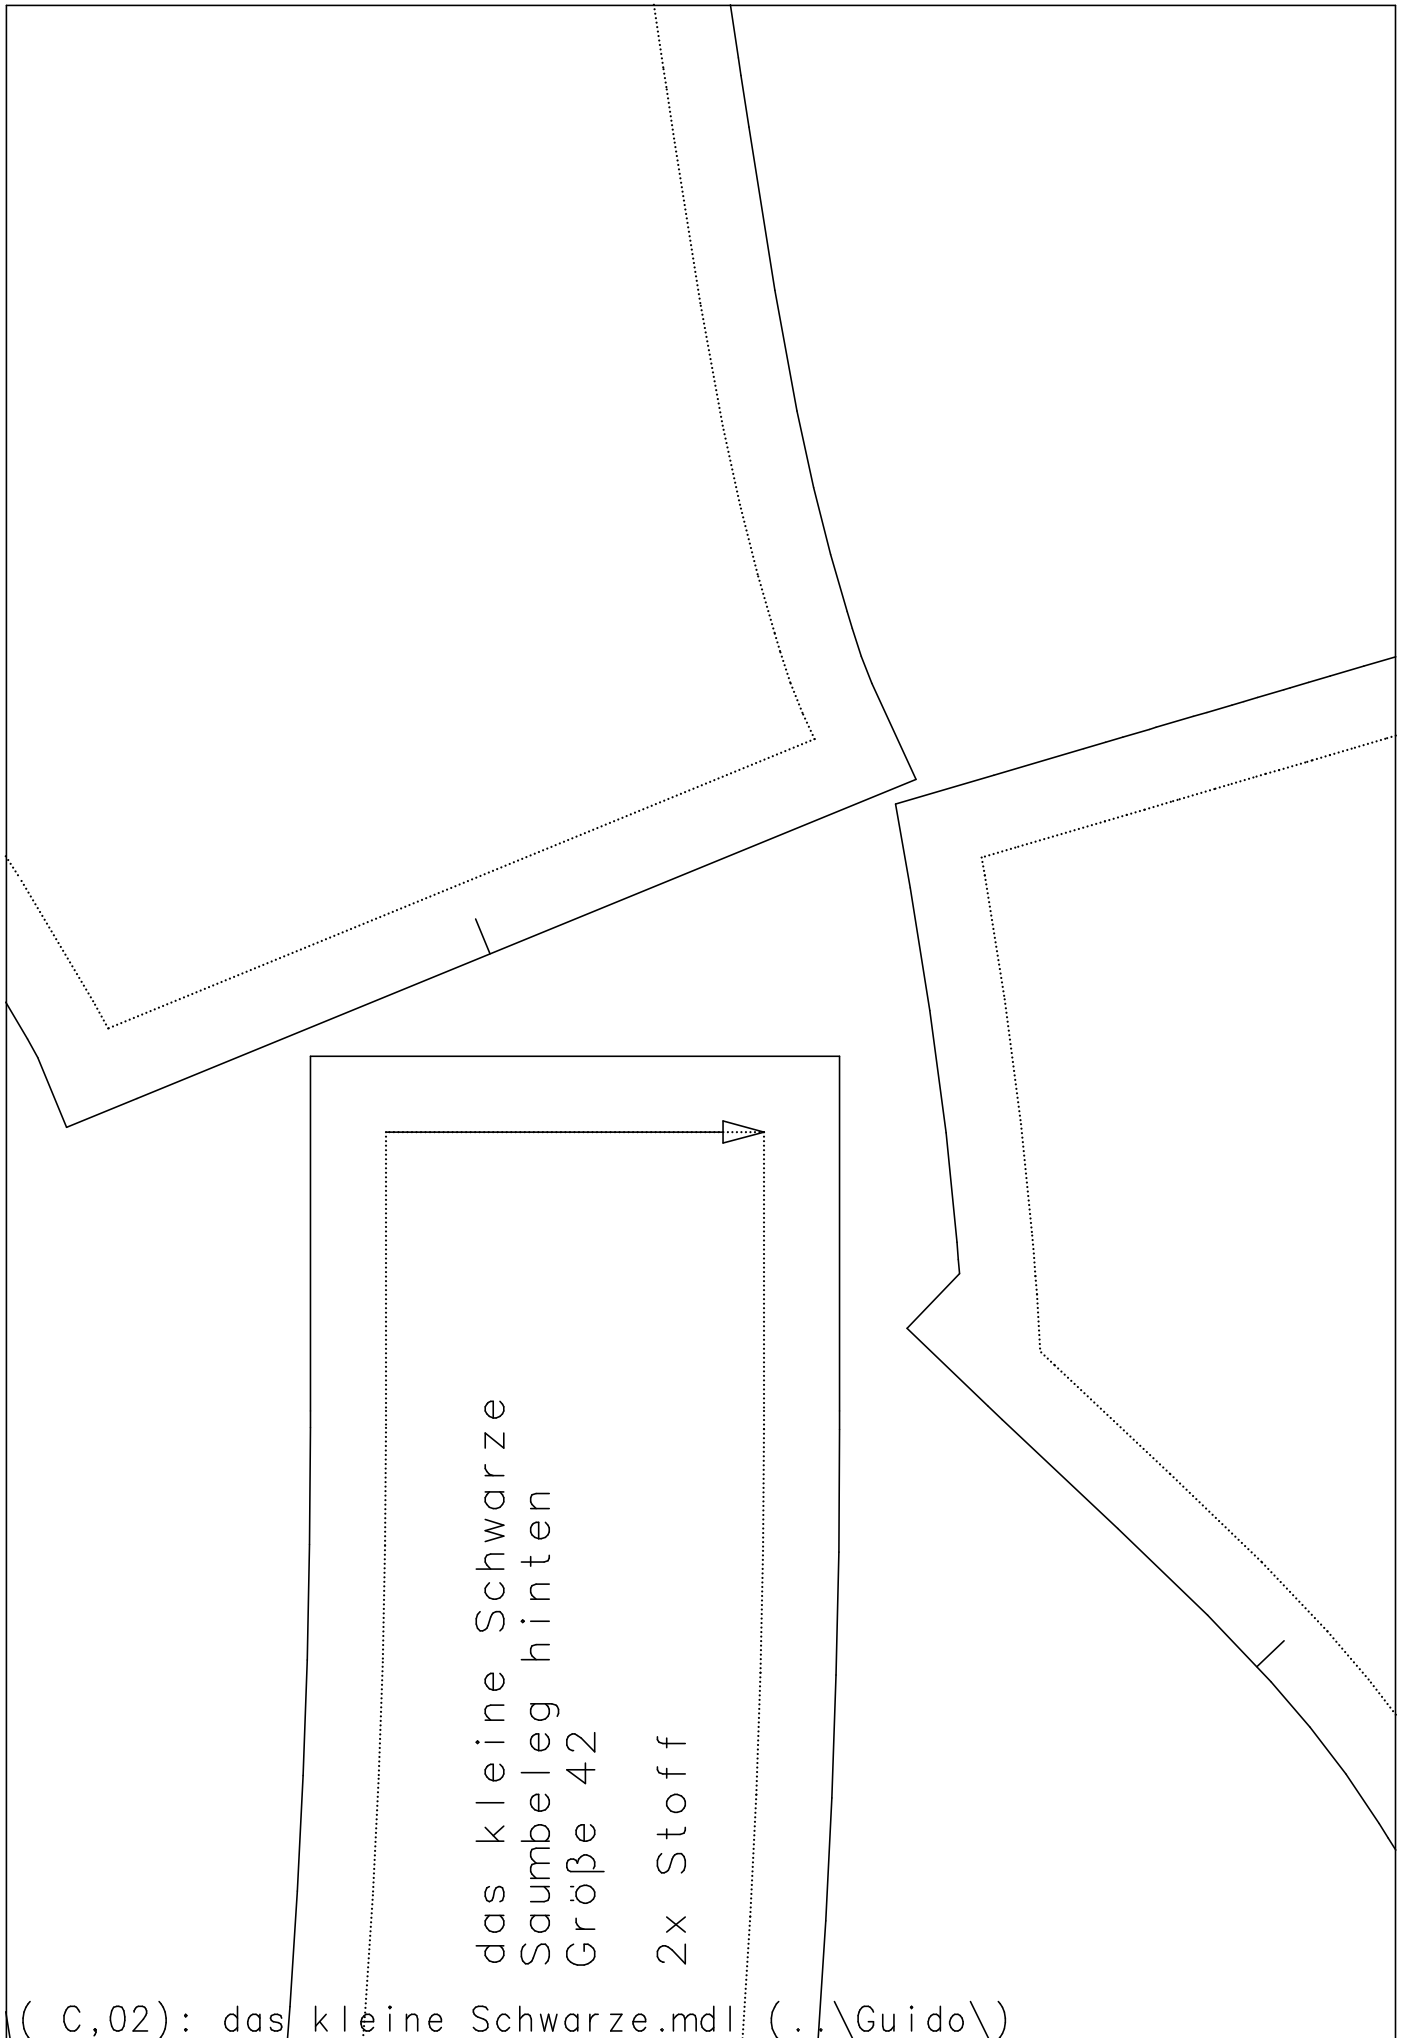 das kleine Schwarze
Saumbeleg hinten
Größe 42
2x Stoff
( C,02): das kleine Schwarze.mdl (..\Guido\)